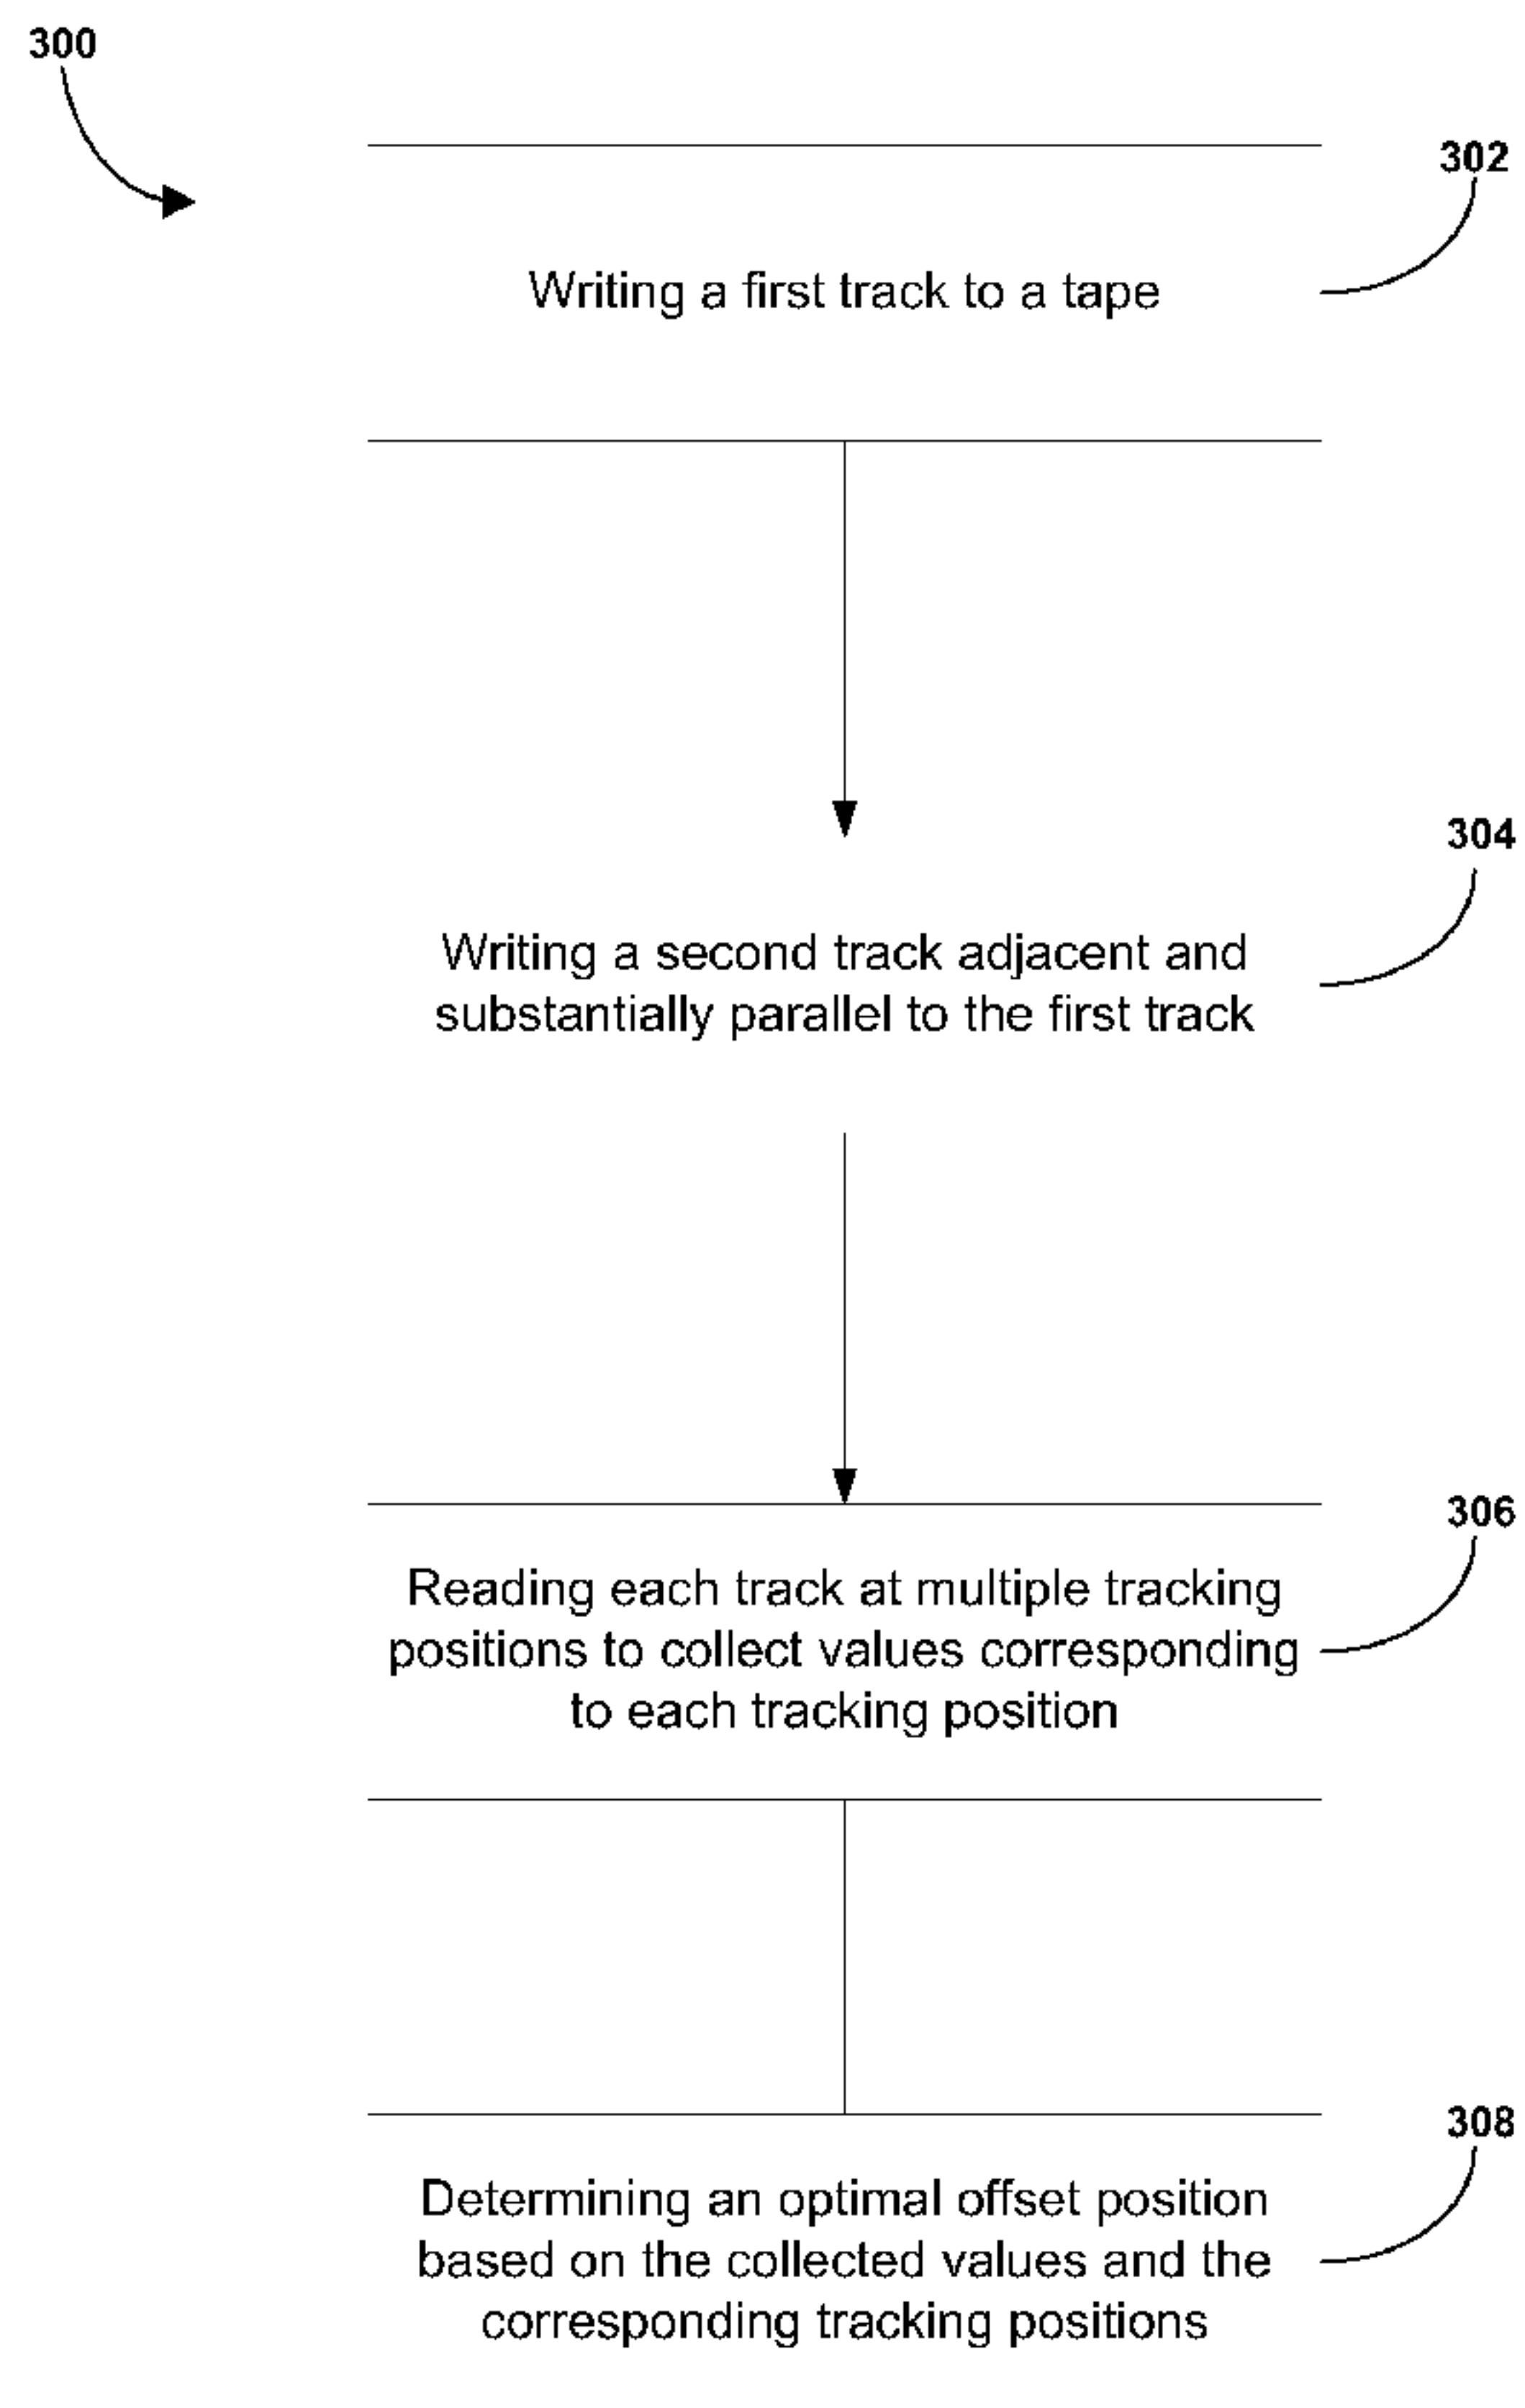 300
302
Writing a first track to a tape
304
Writing a second track adjacent and
substantially parallel to the first track
306
Reading each track at multiple tracking
positions to collect values corresponding
to each tracking position
308
Determining an optimal offset position
based on the collected values and the
corresponding tracking positions